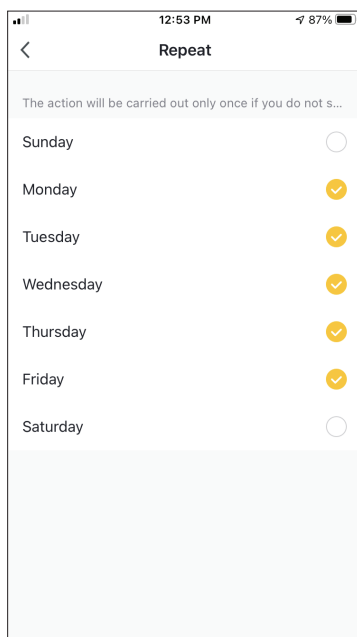 12:53 PM
87%
Repeat
The action will be carried out only once if you do not s...
Sunday
Monday
Tuesday
Wednesday
Thursday
Friday
Saturday